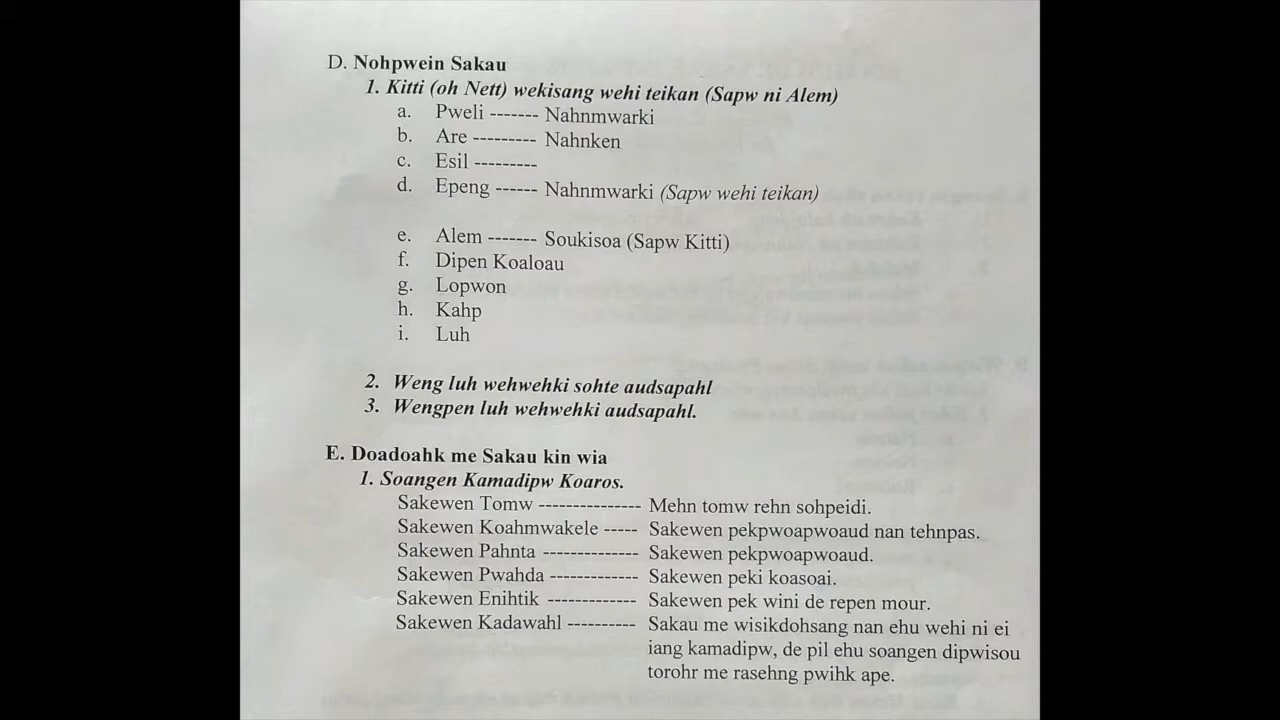 D. Nohpwein Sakau
1. Kitti (oh Nett) wekisang wehi teikan (Sapw ni Alem)
a. Pweli ------- Nahnmwarki
b. Are --------- Nahnken
c. Esil ---------
d. Epeng ------ Nahnmwarki (Sapw wehi teikan)
e. Alem ------- Soukisoa (Sapw Kitti)
f. Dipen Koaloau
g. Lopwon
h. Kahp
i. Luh
2. Weng luh wehwehki sohte audsapahl
3. Wengpen luh wehwehki audsapahl.
E. Doadoahk me Sakau kin wia
1. Soangen Kamadipw Koaros.
Sakewen Tomw --------------- Mehn tomw rehn sohpeidi.
Sakewen Koahmwakele ----- Sakewen pekpwoapwoaud nan tehnpas.
Sakewen Pahnta -------------- Sakewen pekpwoapwoaud.
Sakewen Pwahda ------------- Sakewen peki koasoai.
Sakewen Enihtik ------------- Sakewen pek wini de repen mour.
Sakewen Kadawahl ---------- Sakau me wisikdohsang nan ehu wehi ni ei
iang kamadipw, de pil ehu soangen dipwisou
torohr me rasehng pwihk ape.